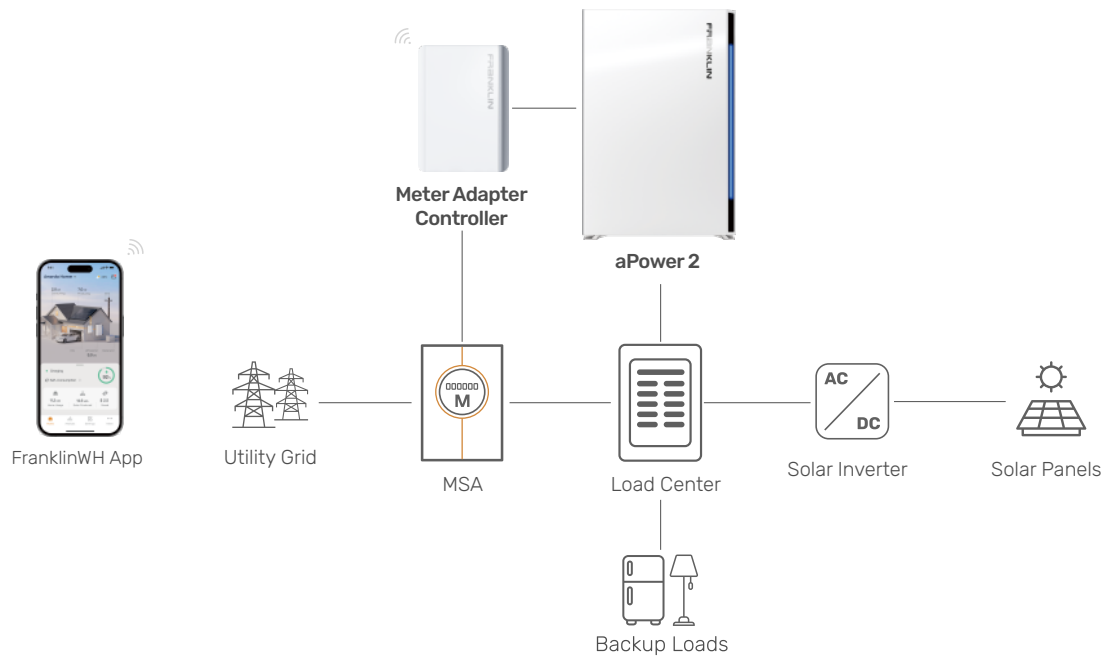 FRANKLIN
FRANKLIN
Meter Adapter
Controller
aPower 2
M
AC
DC
FranklinWH App
Utility Grid
MSA
Load Center
Solar Inverter
Solar Panels
Backup Loads